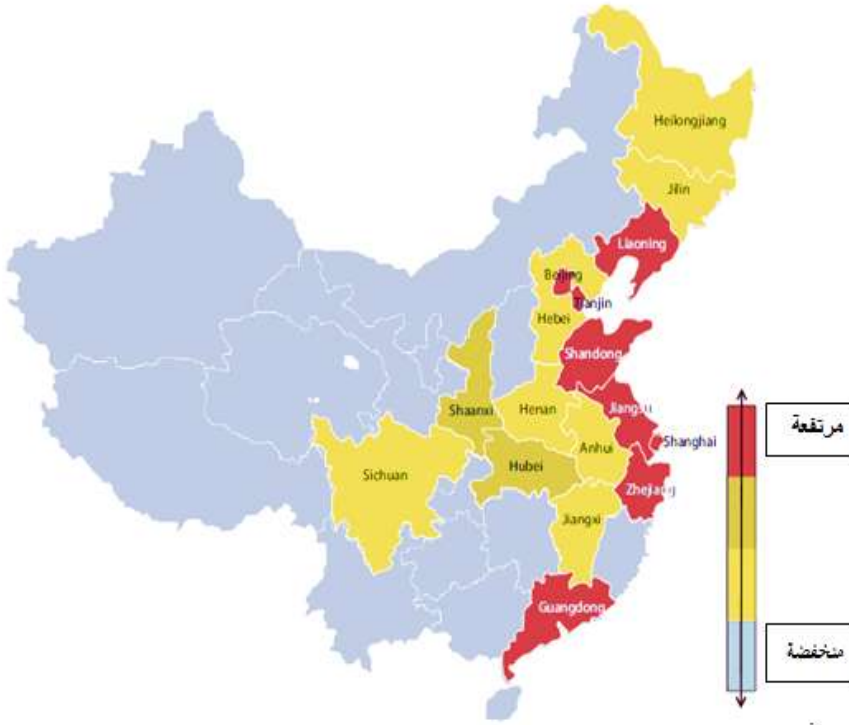 Heilongjiang
Jilin
Liaoning
Beijing
Tianjin
Hebei
Shandong
Shaanxi
Henan
Jiangsu
Shanghai
Anhui
Hubei
Sichuan
Zhejiang
Jiangxi
Guangdong
مرتفعة
منخفضة